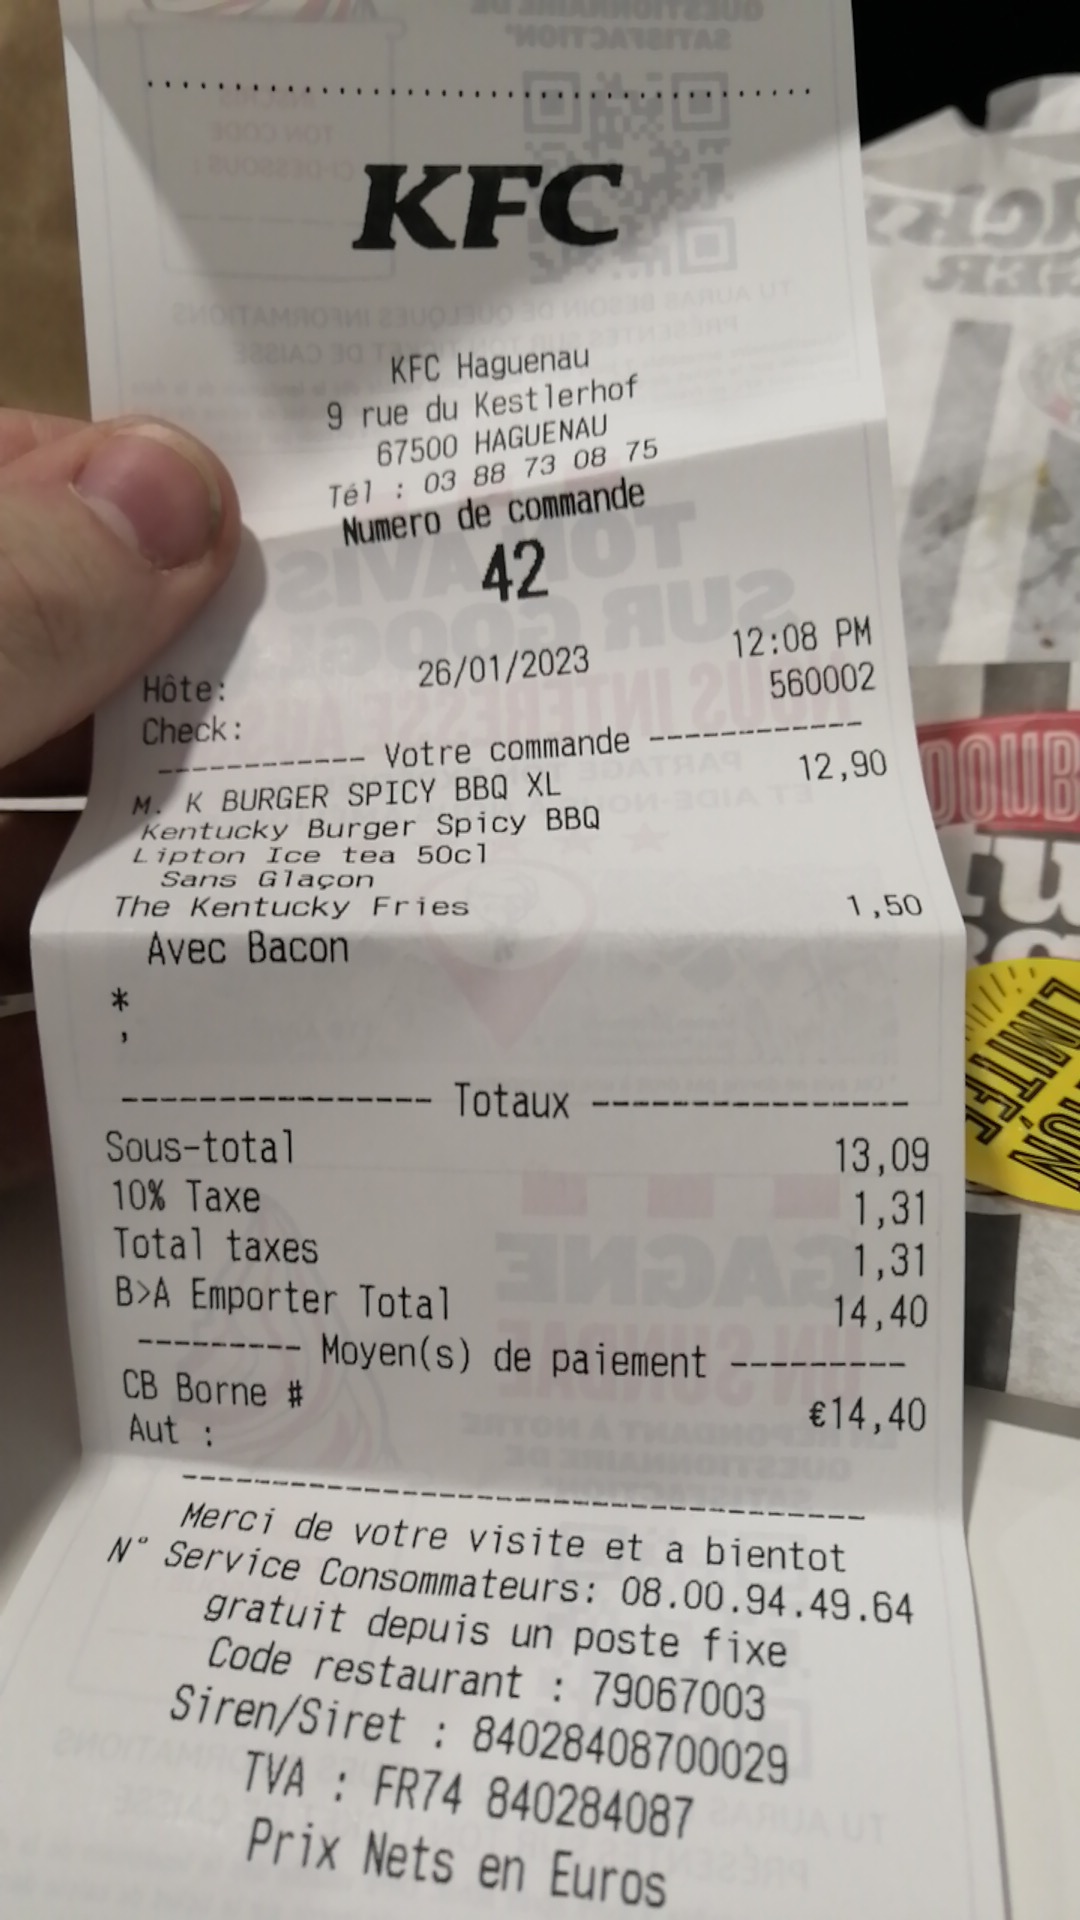 KFC
KFC Haguenau
9 rue du Kestlerhof
67500 HAGUENAU
Tél : 03 88 73 08 75
Numero de commande
42
Hôte: 26/01/2023 12:08 PM
Check: 560002
------------ Votre commande ------------
M. K BURGER SPICY BBQ XL 12,90
Kentucky Burger Spicy BBQ
Lipton Ice tea 50cl
Sans Glaçon
The Kentucky Fries 1,50
Avec Bacon
*
,
---------------- Totaux ----------------
Sous-total 13,09
10% Taxe 1,31
Total taxes 1,31
B>A Emporter Total 14,40
--------- Moyen(s) de paiement ---------
CB Borne # €14,40
Aut :
Merci de votre visite et a bientot
N° Service Consommateurs: 08.00.94.49.64
gratuit depuis un poste fixe
Code restaurant : 79067003
Siren/Siret : 84028408700029
TVA : FR74 840284087
Prix Nets en Euros
LIMITÉE